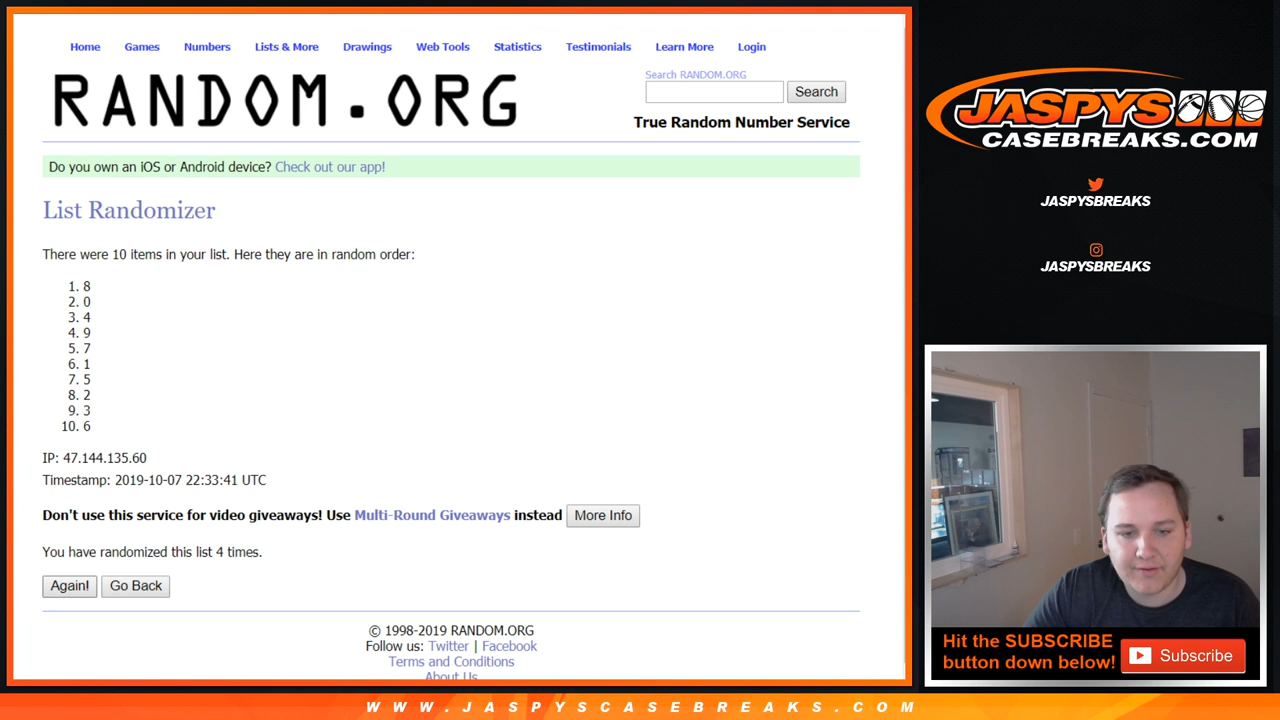 Home Games Numbers Lists & More Drawings Web Tools Statistics Testimonials Learn More Login
RANDOM.ORG
Search RANDOM.ORG
Search
True Random Number Service
Do you own an iOS or Android device? Check out our app!
List Randomizer
There were 10 items in your list. Here they are in random order:
1. 8
2. 0
3. 4
4. 9
5. 7
6. 1
7. 5
8. 2
9. 3
10. 6
IP: 47.144.135.60
Timestamp: 2019-10-07 22:33:41 UTC
Don't use this service for video giveaways! Use Multi-Round Giveaways instead More Info
You have randomized this list 4 times.
Again! Go Back
© 1998-2019 RANDOM.ORG
Follow us: Twitter | Facebook
Terms and Conditions
About Us
JASPYS
CASEBREAKS.COM
JASPYSBREAKS
JASPYSBREAKS
Hit the SUBSCRIBE
button down below!
Subscribe
WWW.JASPYSCASEBREAKS.COM